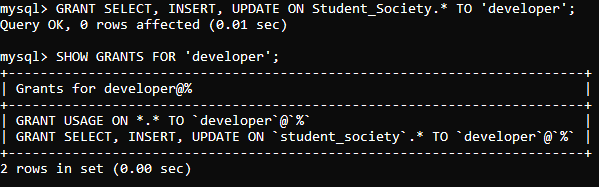 mysql> GRANT SELECT, INSERT, UPDATE ON Student_Society.* TO 'developer';
Query OK, 0 rows affected (0.01 sec)
mysql> SHOW GRANTS FOR 'developer';
+---------------------------------------------------------------------------+
| Grants for developer@%                                                    |
+---------------------------------------------------------------------------+
| GRANT USAGE ON *.* TO `developer`@`%`                                     |
| GRANT SELECT, INSERT, UPDATE ON `student_society`.* TO `developer`@`%` |
+---------------------------------------------------------------------------+
2 rows in set (0.00 sec)